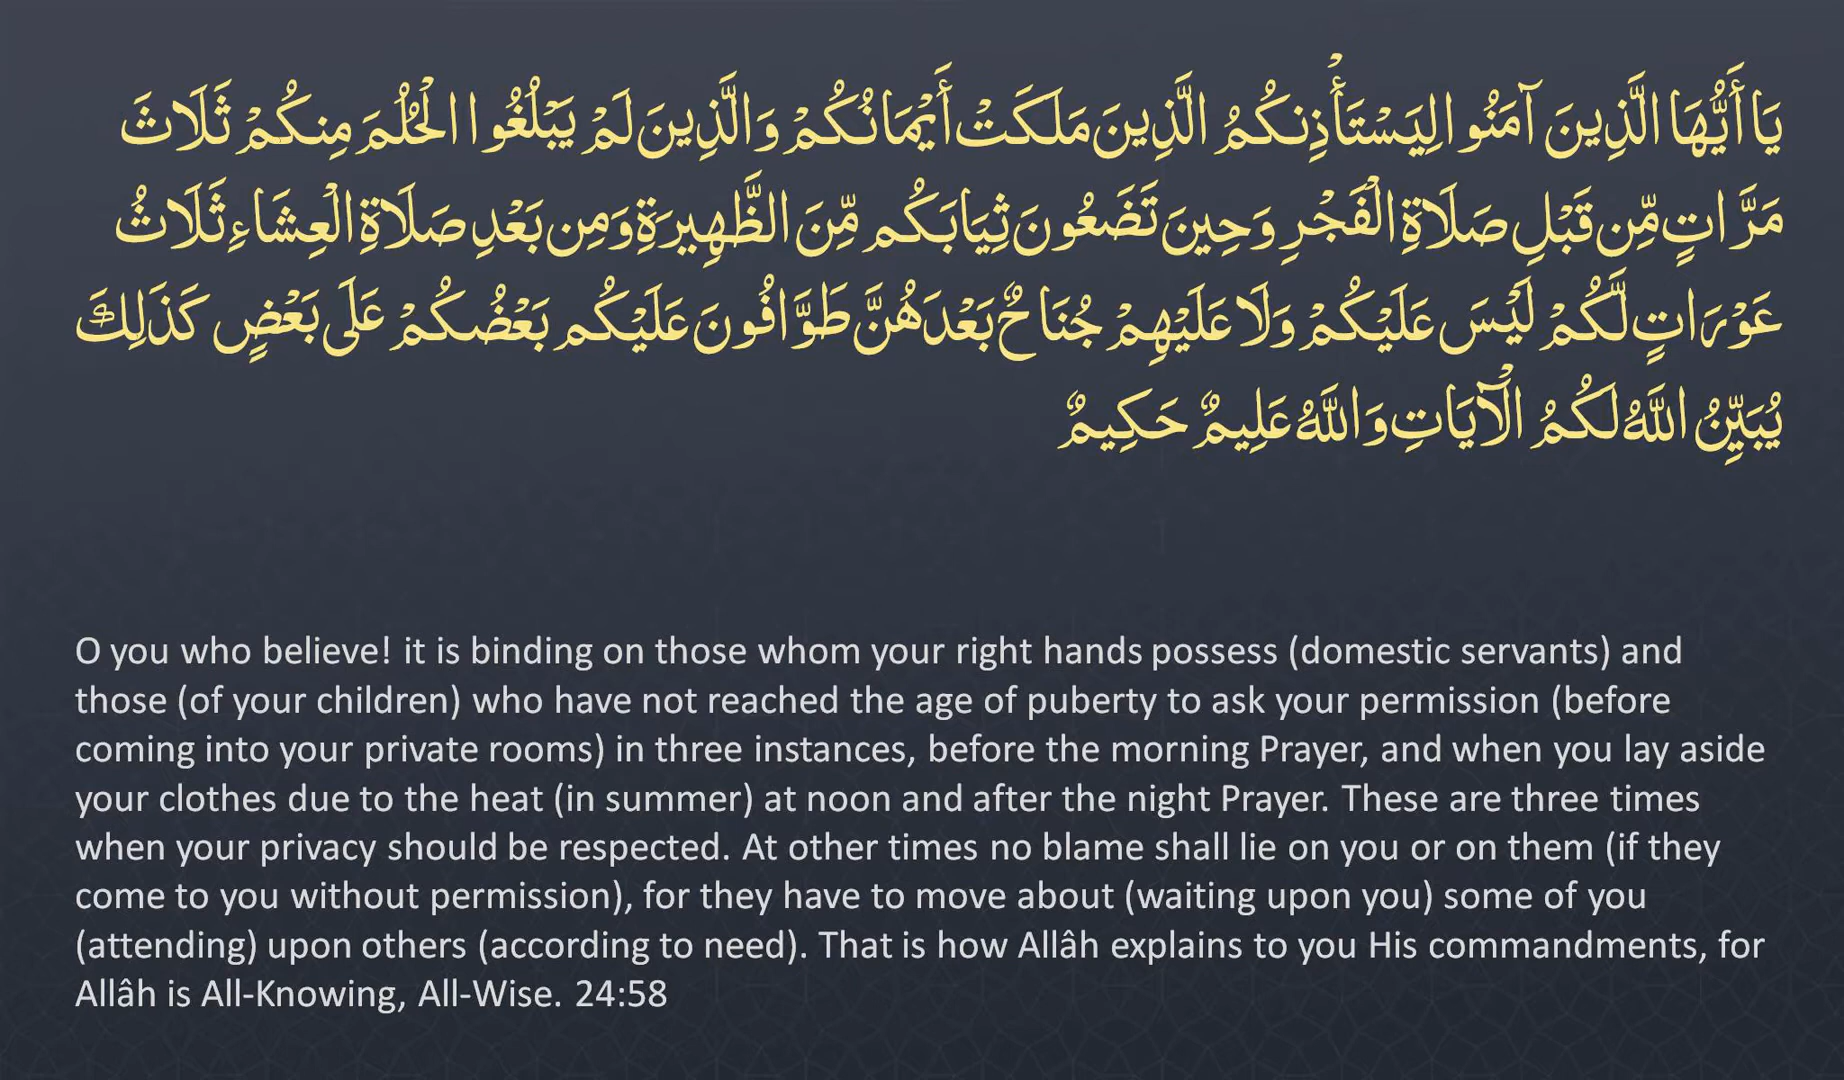 يَا أَيُّهَا الَّذِينَ آمَنُوا لِيَسْتَأْذِنكُمُ الَّذِينَ مَلَكَتْ أَيْمَانُكُمْ وَالَّذِينَ لَمْ يَبْلُغُوا الْحُلُمَ مِنكُمْ ثَلَاثَ
مَرَّاتٍ مِّن قَبْلِ صَلَاةِ الْفَجْرِ وَحِينَ تَضَعُونَ ثِيَابَكُم مِّنَ الظَّهِيرَةِ وَمِن بَعْدِ صَلَاةِ الْعِشَاءِ ثَلَاثُ
عَوْرَاتٍ لَّكُمْ لَيْسَ عَلَيْكُمْ وَلَا عَلَيْهِمْ جُنَاحٌ بَعْدَهُنَّ طَوَّافُونَ عَلَيْكُم بَعْضُكُمْ عَلَى بَعْضٍ كَذَلِكَ
يُبَيِّنُ اللَّهُ لَكُمُ الْآيَاتِ وَاللَّهُ عَلِيمٌ حَكِيمٌ
O you who believe! it is binding on those whom your right hands possess (domestic servants) and
those (of your children) who have not reached the age of puberty to ask your permission (before
coming into your private rooms) in three instances, before the morning Prayer, and when you lay aside
your clothes due to the heat (in summer) at noon and after the night Prayer. These are three times
when your privacy should be respected. At other times no blame shall lie on you or on them (if they
come to you without permission), for they have to move about (waiting upon you) some of you
(attending) upon others (according to need). That is how Allâh explains to you His commandments, for
Allâh is All-Knowing, All-Wise. 24:58